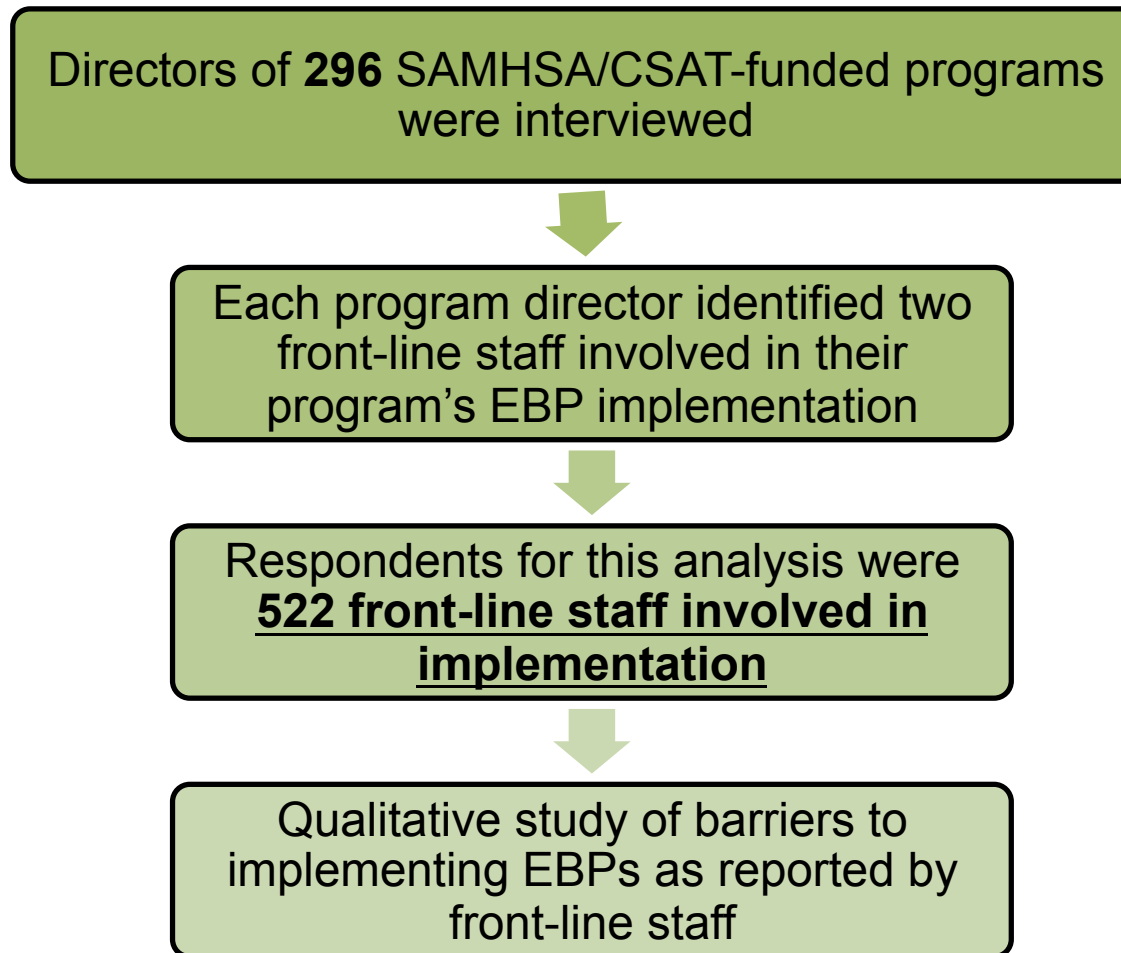 Directors of 296 SAMHSA/CSAT-funded programs
were interviewed
Each program director identified two
front-line staff involved in their
program’s EBP implementation
Respondents for this analysis were
522 front-line staff involved in
implementation
Qualitative study of barriers to
implementing EBPs as reported by
front-line staff